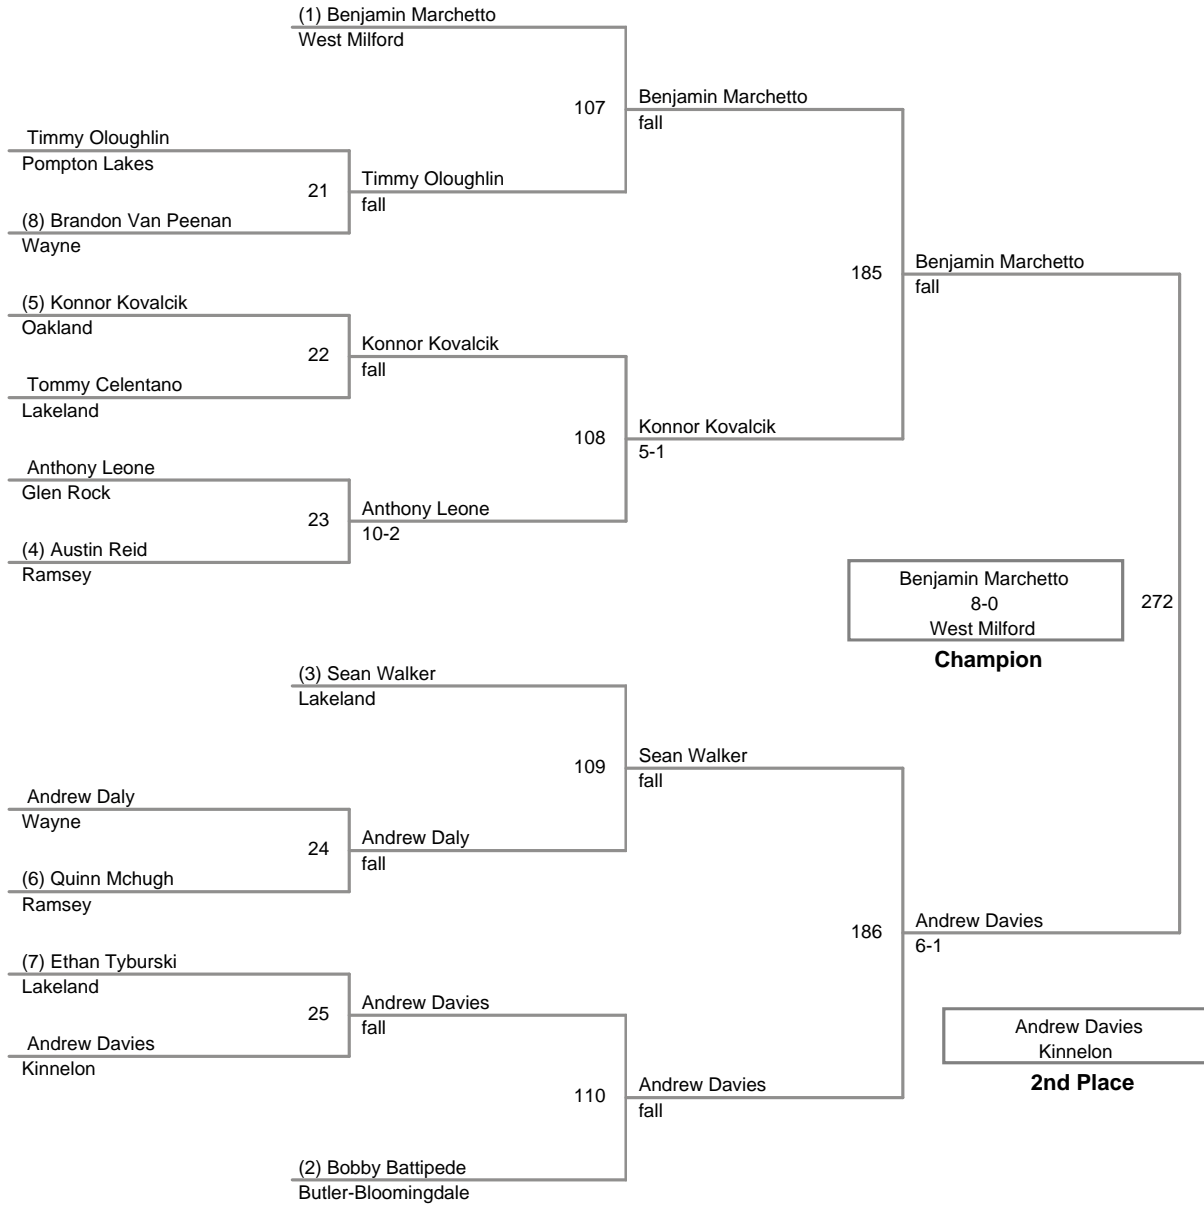 (1) Benjamin Marchetto
West Milford
107
Benjamin Marchetto
fall
Timmy Oloughlin
Pompton Lakes
21
Timmy Oloughlin
fall
(8) Brandon Van Peenan
Wayne
185
Benjamin Marchetto
fall
(5) Konnor Kovalcik
Oakland
22
Konnor Kovalcik
fall
Tommy Celentano
Lakeland
108
Konnor Kovalcik
5-1
Anthony Leone
Glen Rock
23
Anthony Leone
10-2
(4) Austin Reid
Ramsey
Benjamin Marchetto
8-0
West Milford
Champion
272
(3) Sean Walker
Lakeland
109
Sean Walker
fall
Andrew Daly
Wayne
24
Andrew Daly
fall
(6) Quinn Mchugh
Ramsey
186
Andrew Davies
6-1
(7) Ethan Tyburski
Lakeland
25
Andrew Davies
fall
Andrew Davies
Kinnelon
Andrew Davies
Kinnelon
2nd Place
110
Andrew Davies
fall
(2) Bobby Battipede
Butler-Bloomingdale